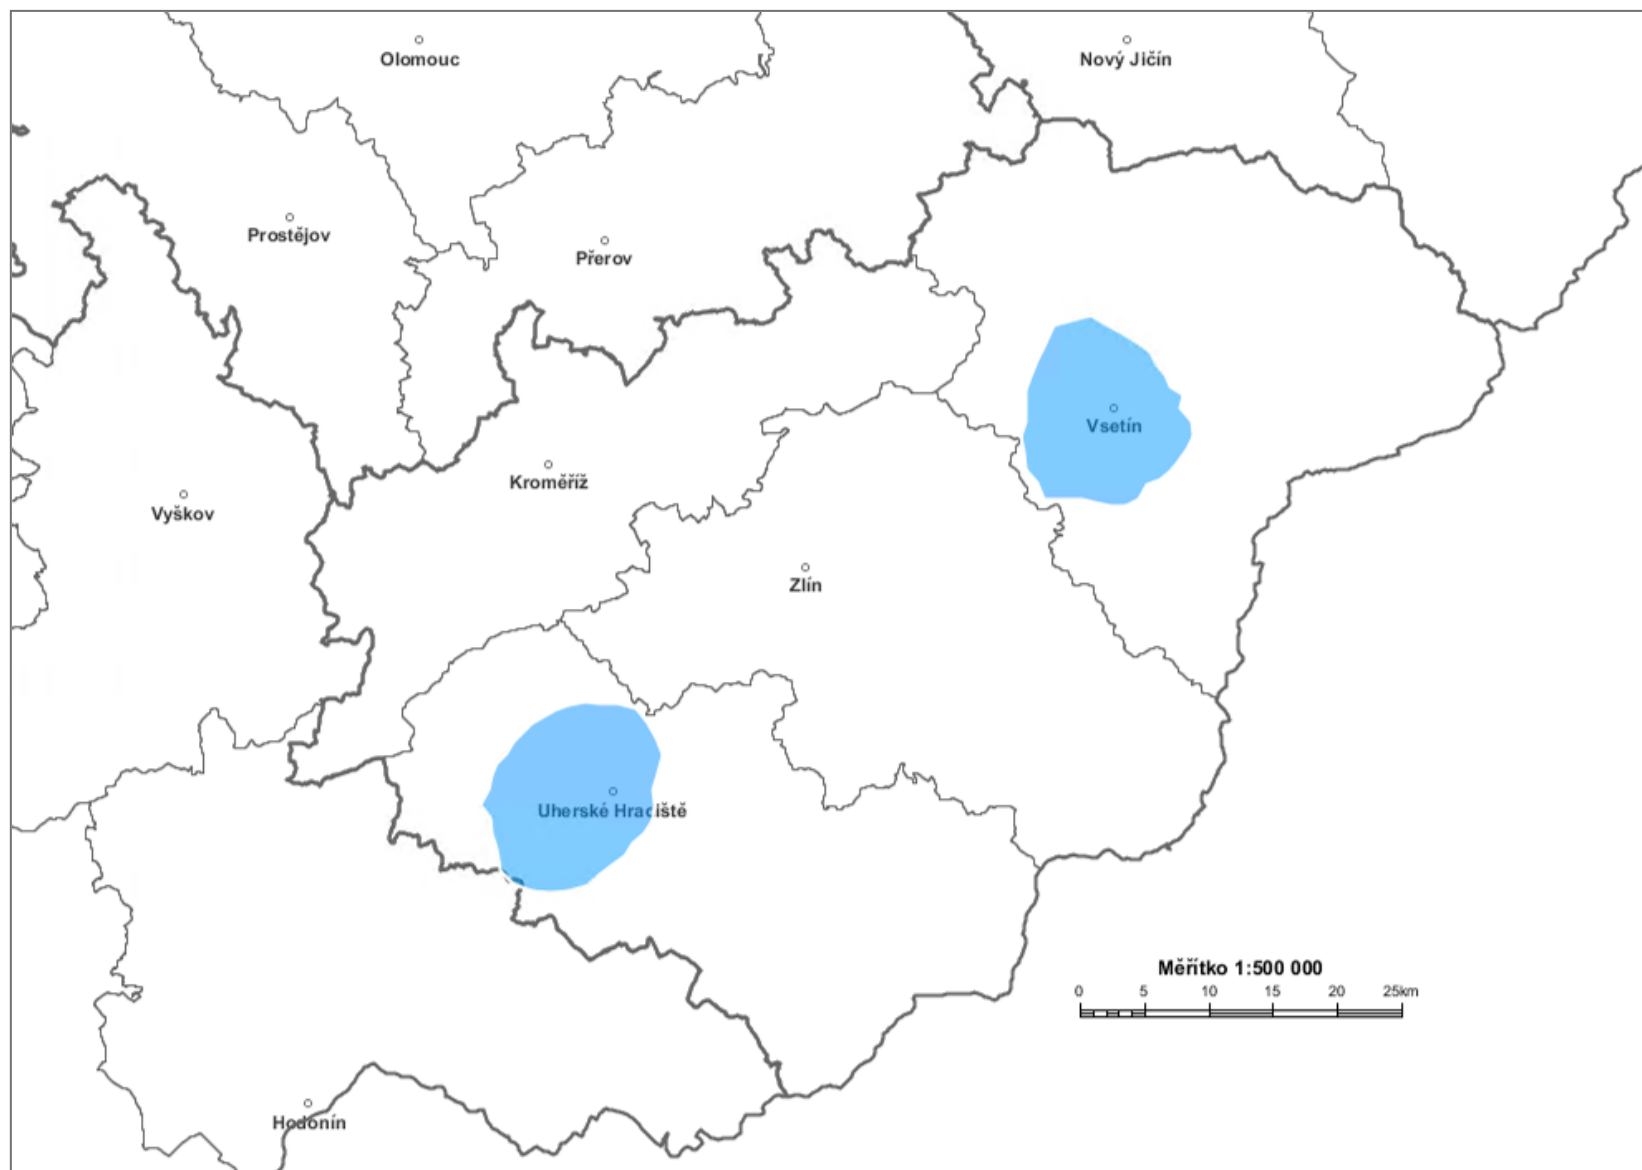 Olomouc
Nový Jičín
Prostějov
Přerov
Vsetín
Kroměříž
Vyškov
Zlín
Uherské Hradiště
Měřítko 1:500 000
0 5 10 15 20 25km
Hodonín